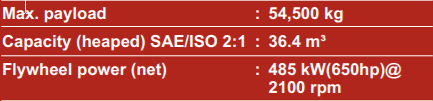 Max. payload : 54,500 kg
Capacity (heaped) SAE/ISO 2:1 : 36.4 m³
Flywheel power (net) : 485 kW(650hp)@
2100 rpm